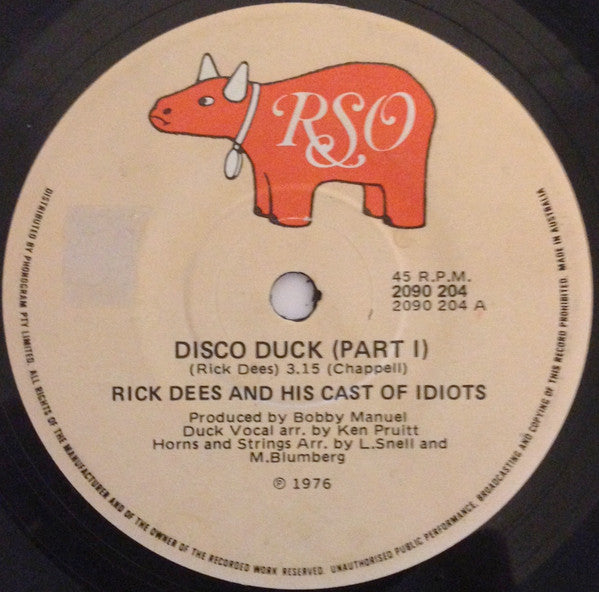 RSO
45 R.P.M.
2090 204
2090 204 A
DISCO DUCK (PART I)
(Rick Dees) 3.15 (Chappell)
RICK DEES AND HIS CAST OF IDIOTS
Produced by Bobby Manuel
Duck Vocal arr. by Ken Pruitt
Horns and Strings Arr. by L.Snell and
M.Blumberg
℗ 1976
DISTRIBUTED BY PHONOGRAM PTY LIMITED. ALL RIGHTS OF THE MANUFACTURER AND OF THE OWNER OF THE RECORDED WORK RESERVED. UNAUTHORISED PUBLIC PERFORMANCE, BROADCASTING AND COPYING OF THIS RECORD PROHIBITED. MADE IN AUSTRALIA